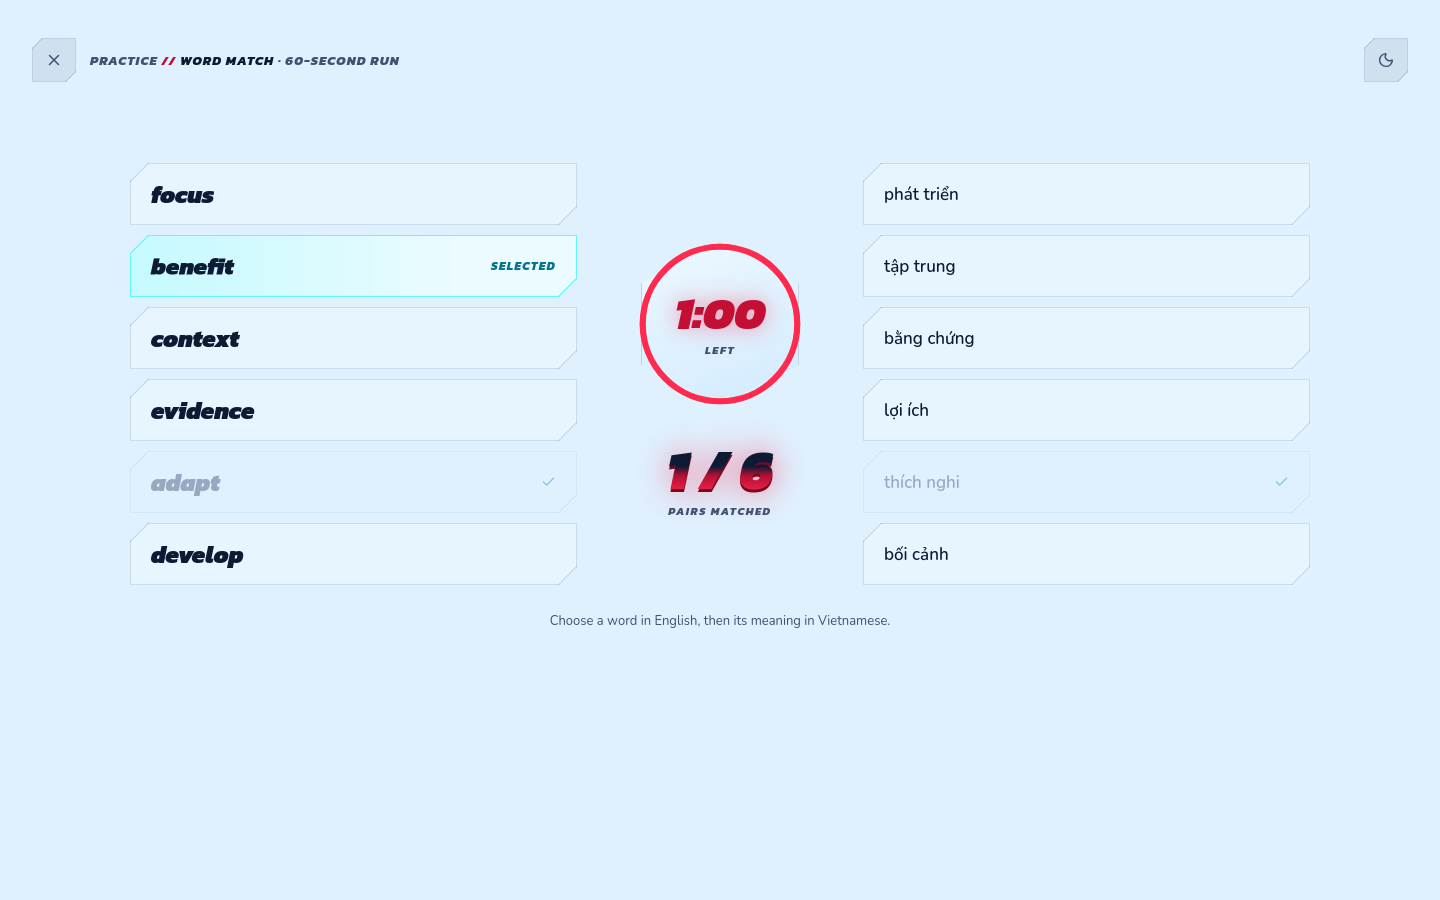 PRACTICE // WORD MATCH · 60-SECOND RUN
focus
benefit
SELECTED
context
evidence
adapt
develop
1:00
LEFT
1 / 6
PAIRS MATCHED
phát triển
tập trung
bằng chứng
lợi ích
thích nghi
bối cảnh
Choose a word in English, then its meaning in Vietnamese.